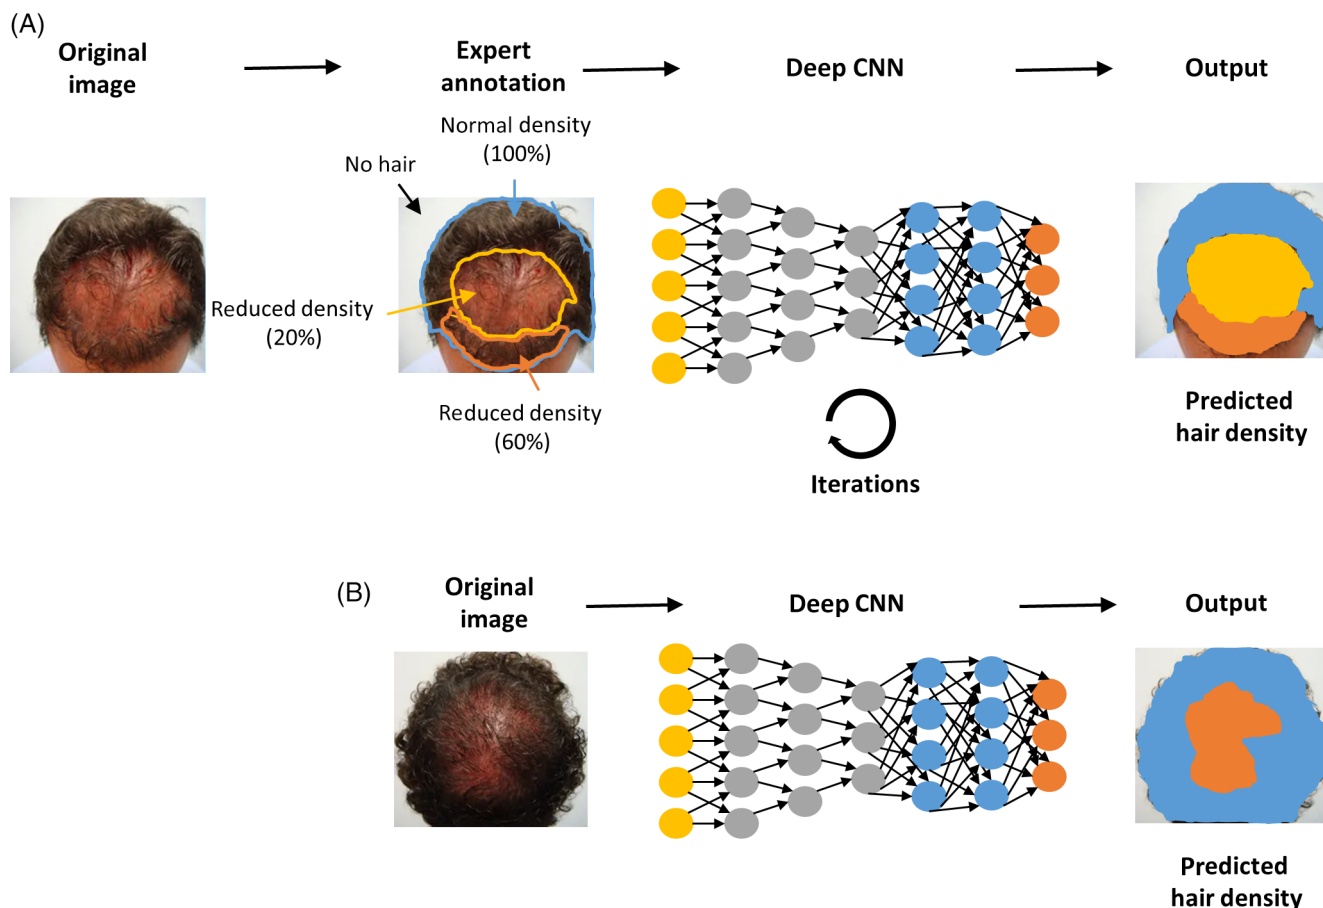 (A)
Original
image
Expert
annotation
Deep CNN
Output
Normal density
(100%)
No hair
Reduced density
(20%)
Reduced density
(60%)
Iterations
Predicted
hair density
(B)
Original
image
Deep CNN
Output
Predicted
hair density